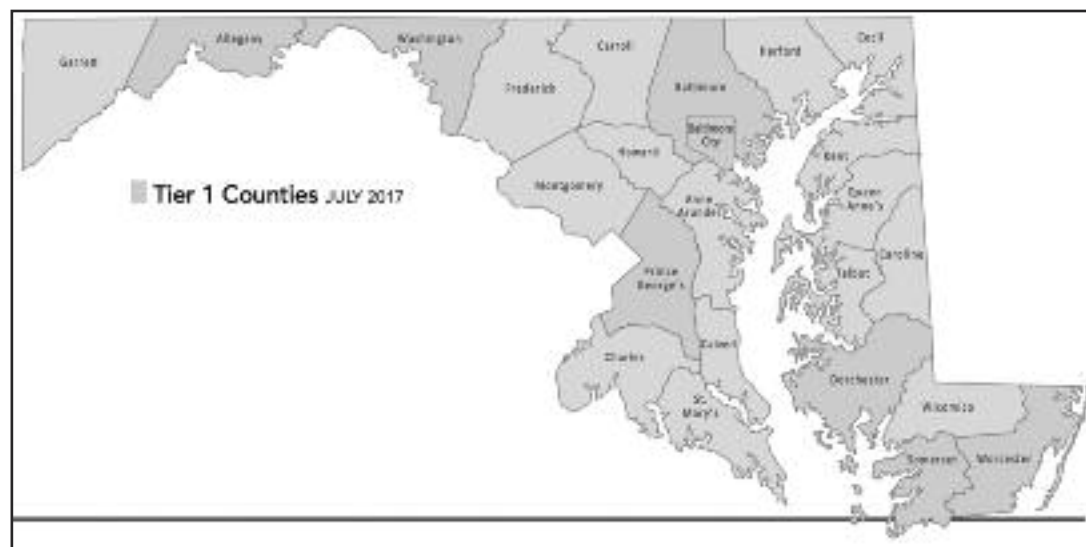 Garrett
Allegany
Washington
Frederick
Carroll
Baltimore
Harford
Cecil
Baltimore
City
Howard
Kent
Tier 1 Counties JULY 2017
Montgomery
Anne
Arundel
Queen
Anne's
Caroline
Talbot
Prince
George's
Calvert
Charles
Dorchester
St.
Mary's
Wicomico
Somerset
Worcester